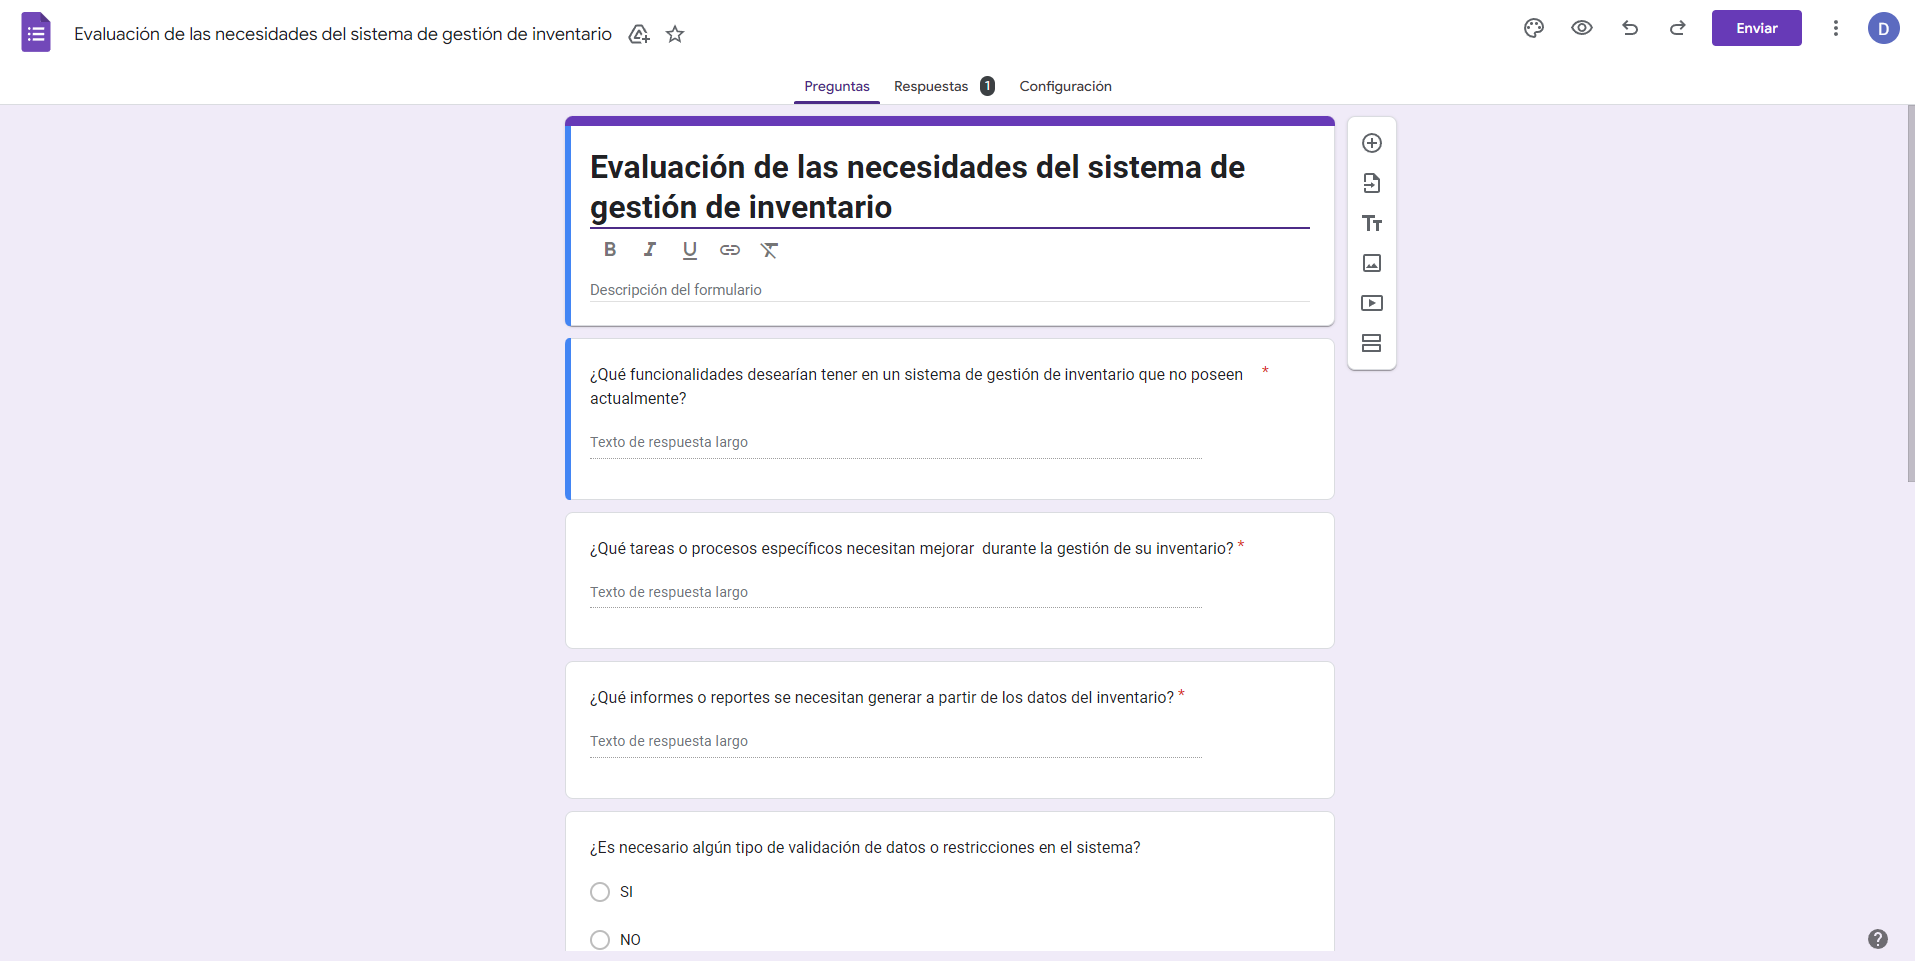 Evaluación de las necesidades del sistema de gestión de inventario
Enviar
D
Preguntas
Respuestas 1
Configuración
Evaluación de las necesidades del sistema de
gestión de inventario
B I U
Tт
Descripción del formulario
¿Qué funcionalidades desearían tener en un sistema de gestión de inventario que no poseen *
actualmente?
Texto de respuesta largo
¿Qué tareas o procesos específicos necesitan mejorar  durante la gestión de su inventario? *
Texto de respuesta largo
¿Qué informes o reportes se necesitan generar a partir de los datos del inventario? *
Texto de respuesta largo
¿Es necesario algún tipo de validación de datos o restricciones en el sistema?
SI
NO
?